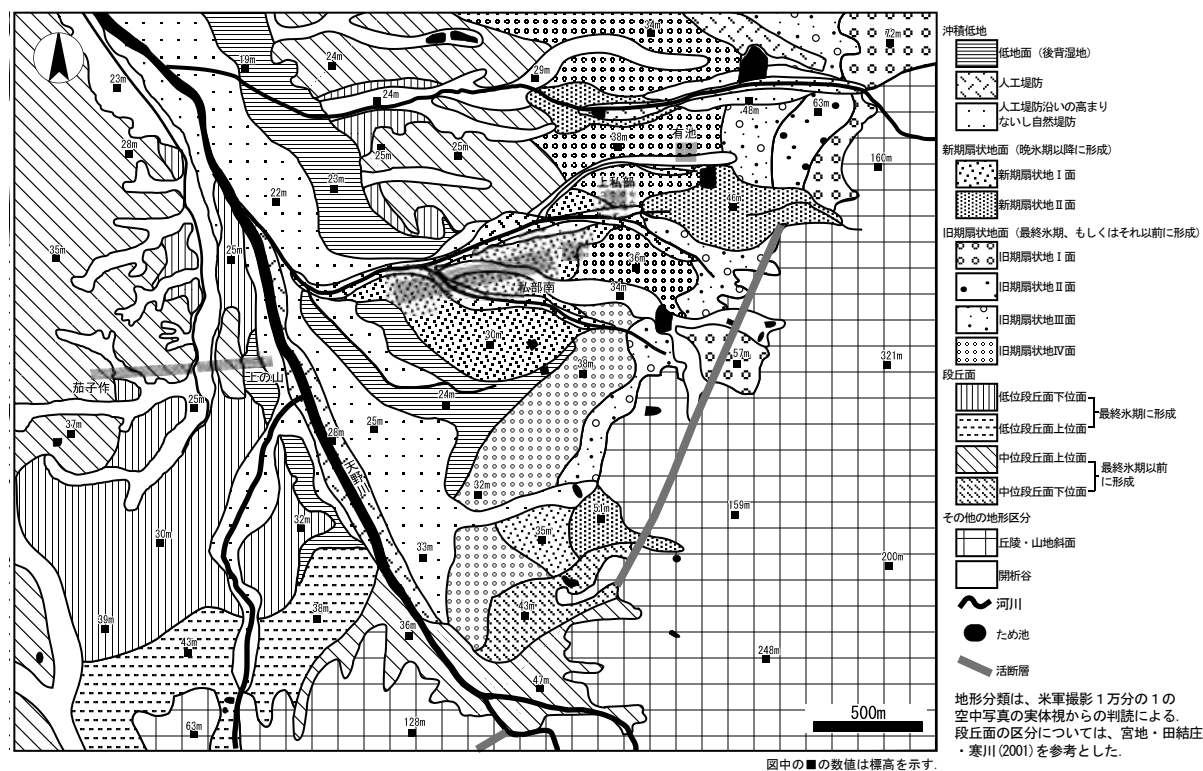 34m
72m
19m
24m
23m
29m
24m
48m
63m
有池
38m
28m
25m
25m
160m
上私部
23m
22m
46m
35m
25m
36m
私部南
34m
30m
57m
321m
38m
上の山
茄子作
25m
24m
37m
25m
28m
天野川
32m
159m
51m
32m
30m
35m
33m
200m
38m
43m
39m
36m
43m
248m
47m
63m
128m
500m
図中の■の数値は標高を示す.
沖積低地
低地面（後背湿地）
人工堤防
人工堤防沿いの高まり
ないし自然堤防
新期扇状地面（晩氷期以降に形成）
新期扇状地Ⅰ面
新期扇状地Ⅱ面
旧期扇状地面（最終氷期、もしくはそれ以前に形成）
旧期扇状地Ⅰ面
旧期扇状地Ⅱ面
旧期扇状地Ⅲ面
旧期扇状地Ⅳ面
段丘面
低位段丘面下位面
最終氷期に形成
低位段丘面上位面
中位段丘面上位面
最終氷期以前
に形成
中位段丘面下位面
その他の地形区分
丘陵・山地斜面
開析谷
河川
ため池
活断層
地形分類は、米軍撮影１万分の１の
空中写真の実体視からの判読による.
段丘面の区分については、宮地・田結庄
・寒川(2001)を参考とした.